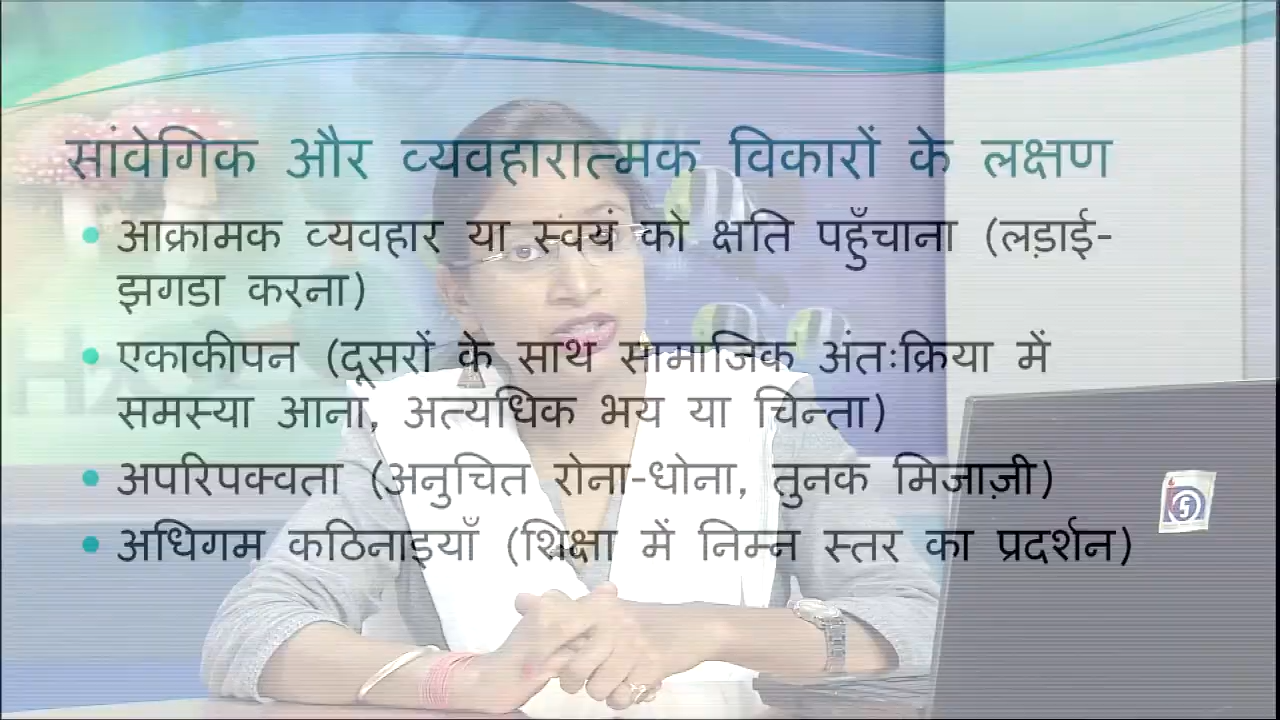 सांवेगिक और व्यवहारात्मक विकारों के लक्षण
• आक्रामक व्यवहार या स्वयं को क्षति पहुँचाना (लड़ाई-
झगडा करना)
• एकाकीपन (दूसरों के साथ सामाजिक अंतःक्रिया में
समस्या आना, अत्यधिक भय या चिन्ता)
• अपरिपक्वता (अनुचित रोना-धोना, तुनक मिजाज़ी)
• अधिगम कठिनाइयाँ (शिक्षा में निम्न स्तर का प्रदर्शन)